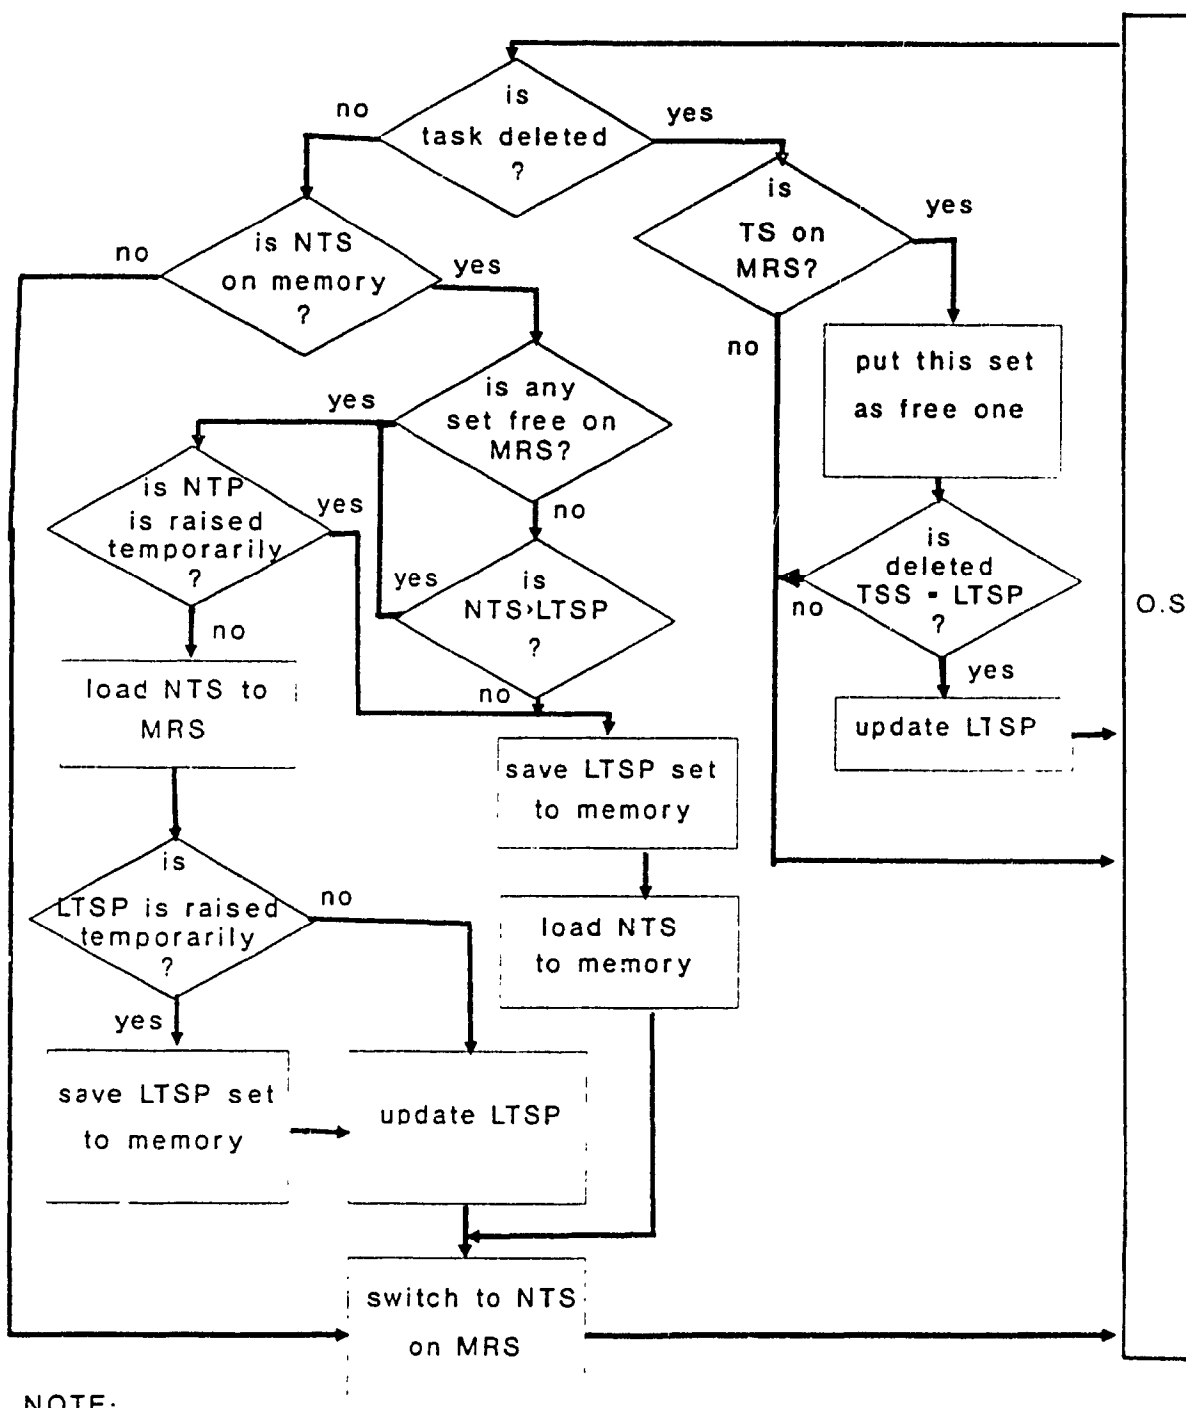 is
task deleted
?
no
yes
is NTS
on memory
?
no
yes
is
TS on
MRS?
yes
no
put this set
as free one
is any
set free on
MRS?
yes
no
is NTP
is raised
temporarily
?
yes
no
is
NTS>LTSP
?
yes
no
is
deleted
TSS = LTSP
?
no
yes
O.S
load NTS to
MRS
update LTSP
save LTSP set
to memory
is
LTSP is raised
temporarily
?
no
yes
load NTS
to memory
save LTSP set
to memory
update LTSP
switch to NTS
on MRS
NOTE: